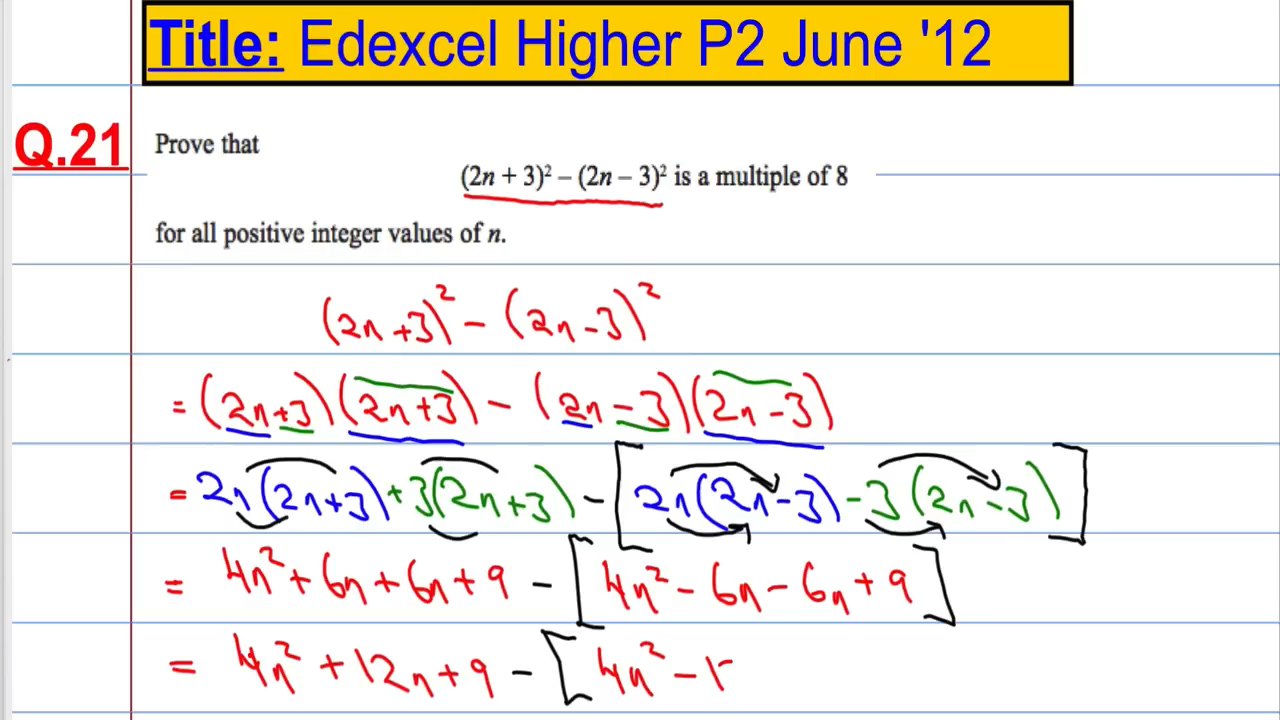 Title: Edexcel Higher P2 June '12
Q.21 Prove that
(2n + 3)² – (2n – 3)² is a multiple of 8
for all positive integer values of n.
(2n+3)² - (2n-3)²
= (2n+3)(2n+3) - (2n-3)(2n-3)
= 2n(2n+3)+3(2n+3) - [2n(2n-3)-3(2n-3)]
= 4n² + 6n + 6n + 9 - [4n² - 6n - 6n + 9]
= 4n² + 12n + 9 - [4n² - 1